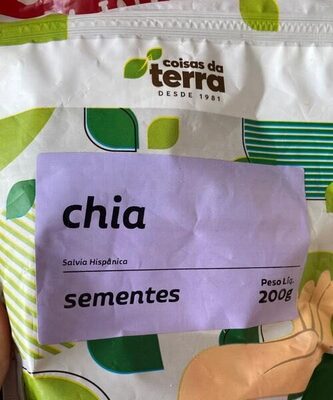 coisas da
terra
DESDE 1981
chia
Salvia Hispânica
sementes
Peso Líq.
200g